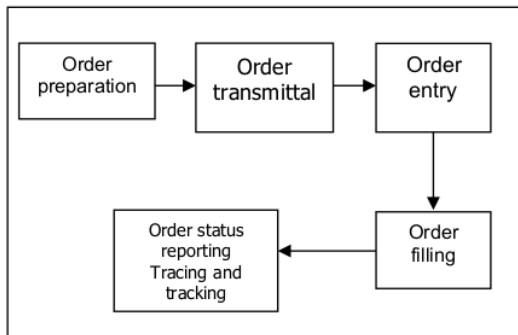 Order
preparation
Order
transmittal
Order
entry
Order
filling
Order status
reporting
Tracing and
tracking